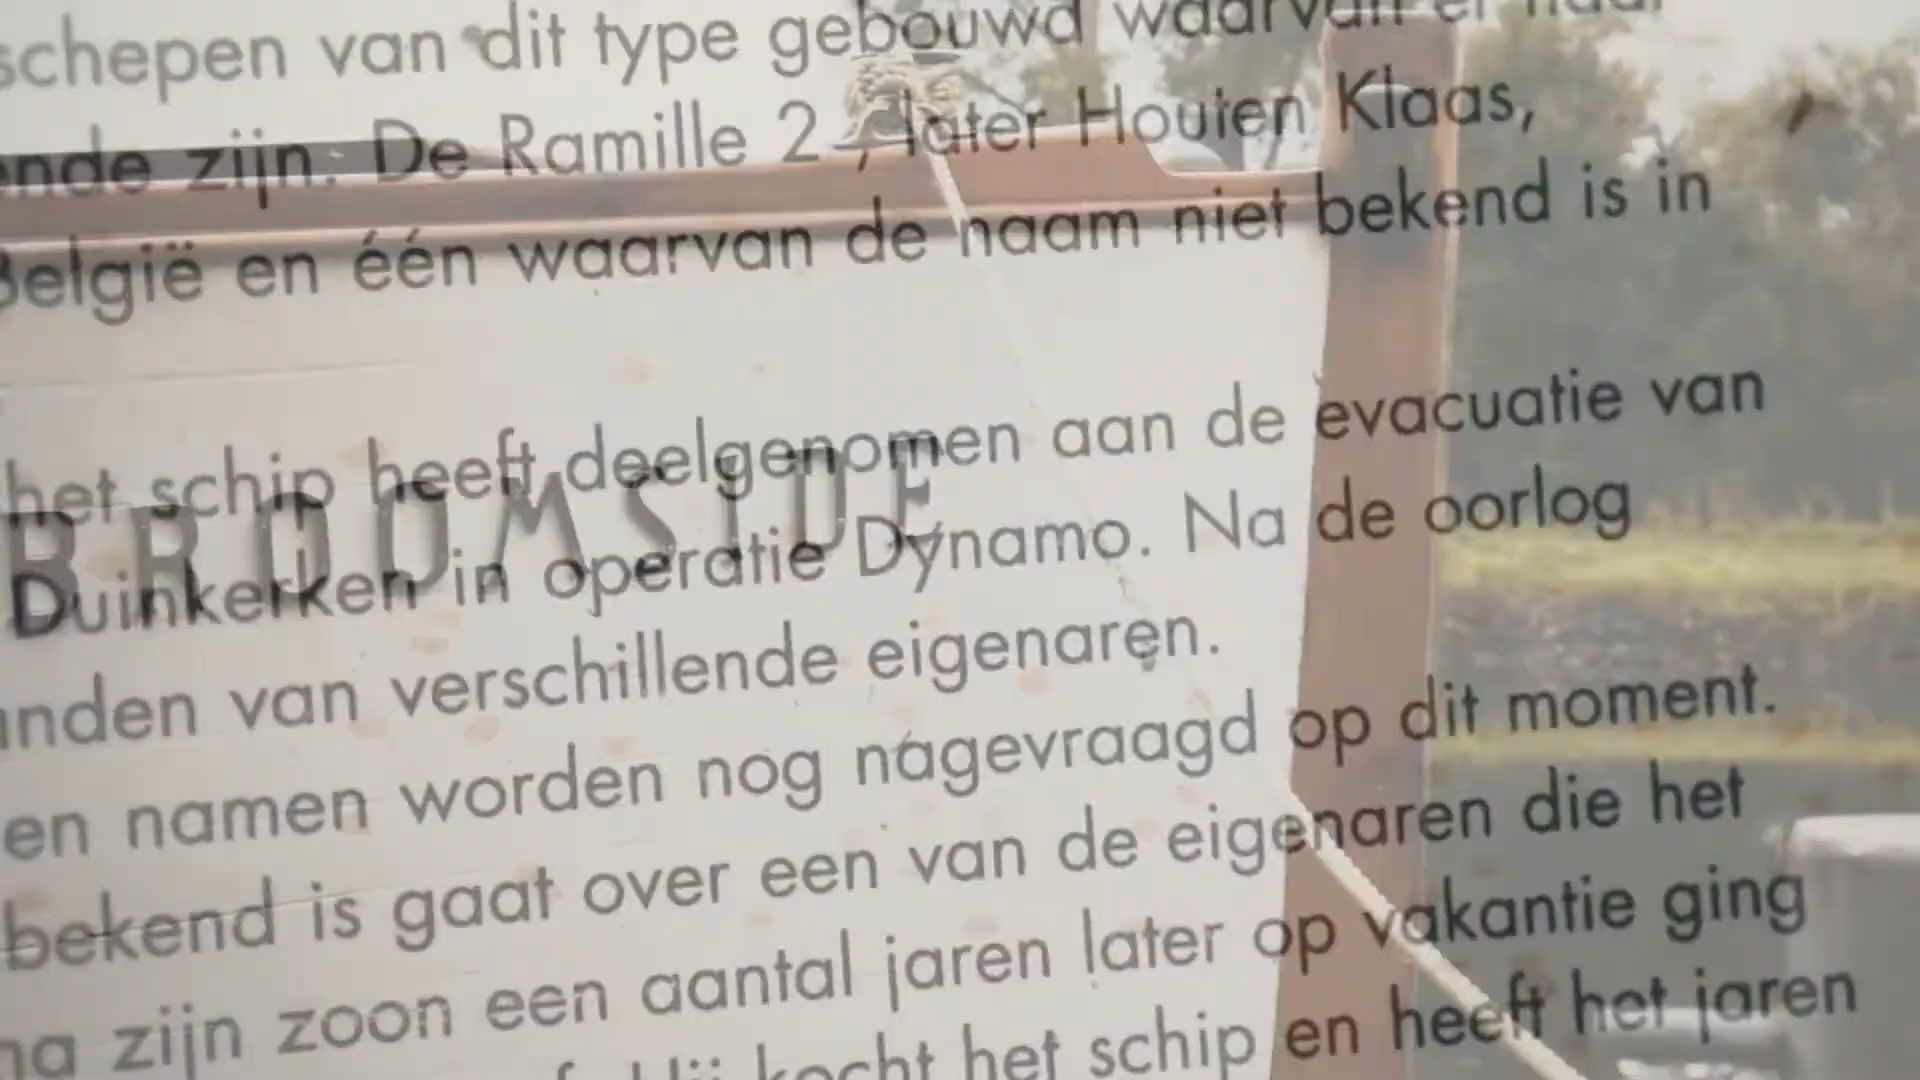 schepen van dit type gebouwd waarvan er
zijn. De Ramille 2, later Houten Klaas,
België en één waarvan de naam niet bekend is in
het schip heeft deelgenomen aan de evacuatie van
BROOMSIDE
Duinkerken in operatie Dynamo. Na de oorlog
van verschillende eigenaren.
en namen worden nog nagevraagd op dit moment.
bekend is gaat over een van de eigenaren die het
zijn zoon een aantal jaren later op vakantie ging
kocht het schip en heeft het jaren